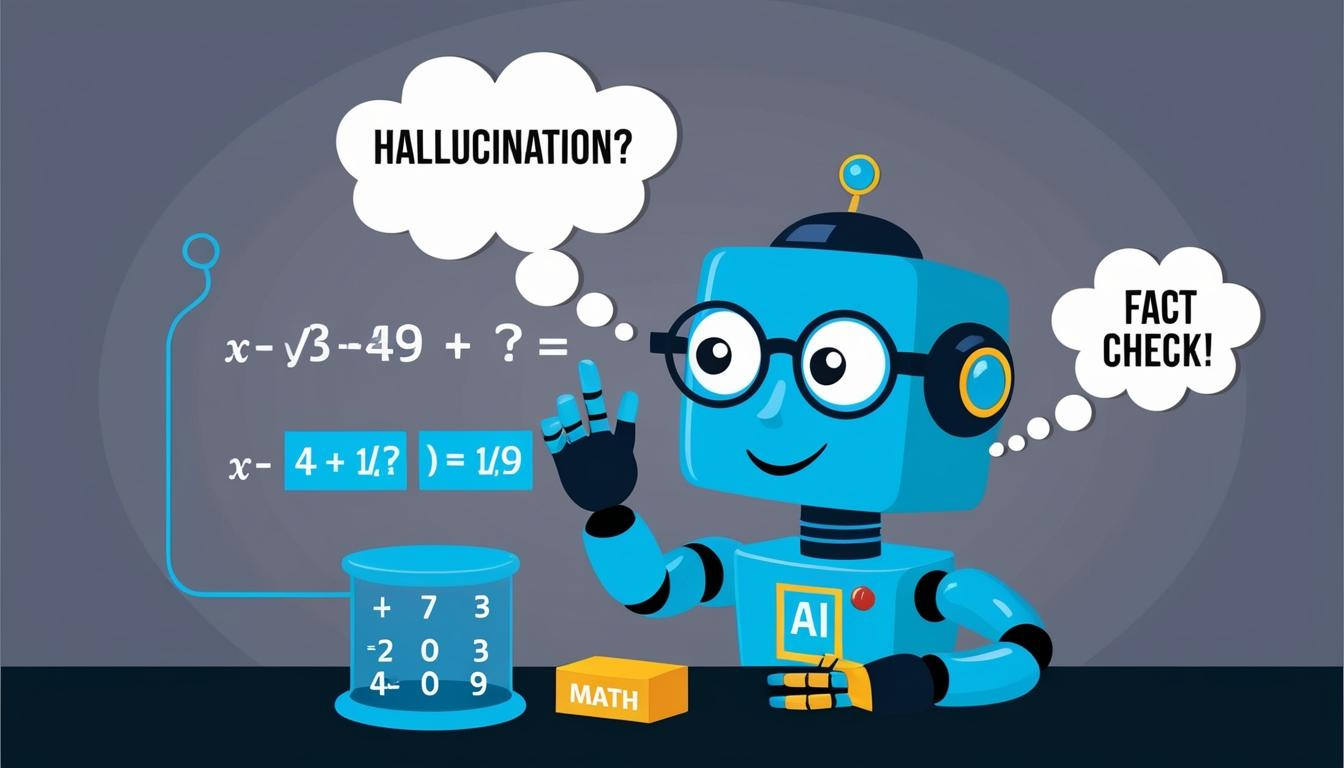 HALLUCINATION?
FACT
CHECK!
x-√3--49 + ? =
x- 4 + 1/.? ) = 1/.9
AI
+ 7 3
=2 0 3
4- 0 9
MATH